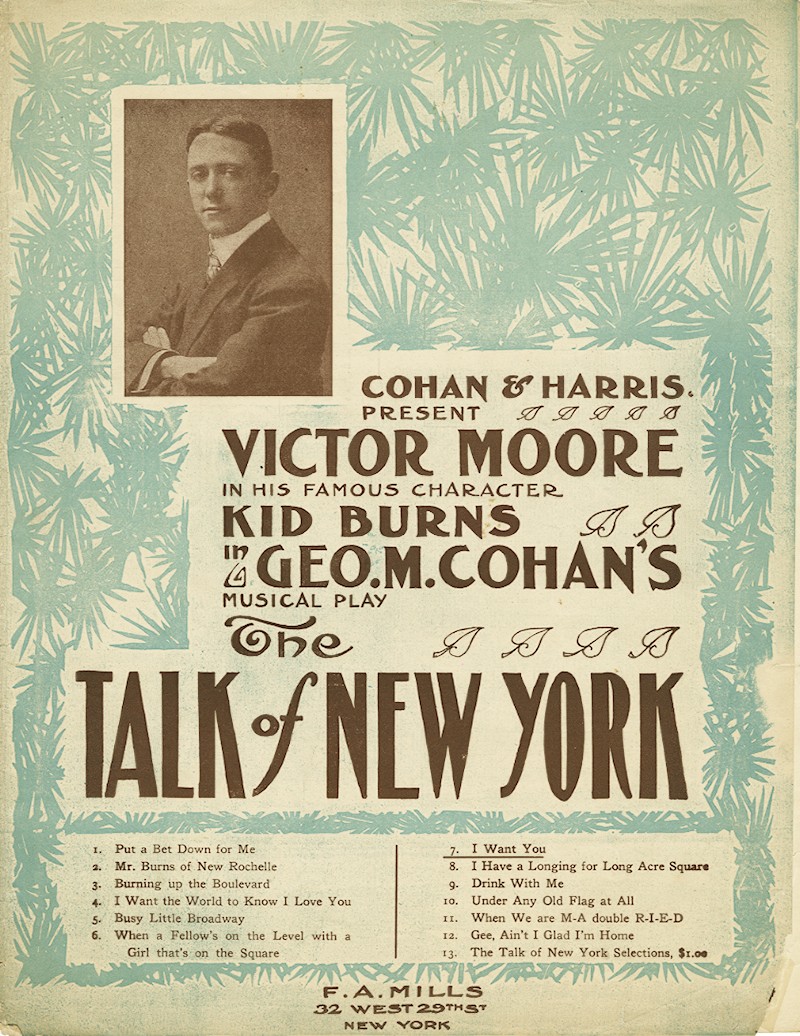 COHAN & HARRIS.
PRESENT
VICTOR MOORE
IN HIS FAMOUS CHARACTER
KID BURNS
in GEO. M. COHAN'S
MUSICAL PLAY
The
TALK of NEW YORK
1. Put a Bet Down for Me
2. Mr. Burns of New Rochelle
3. Burning up the Boulevard
4. I Want the World to Know I Love You
5. Busy Little Broadway
6. When a Fellow's on the Level with a
Girl that's on the Square
7. I Want You
8. I Have a Longing for Long Acre Square
9. Drink With Me
10. Under Any Old Flag at All
11. When We are M-A double R-I-E-D
12. Gee, Ain't I Glad I'm Home
13. The Talk of New York Selections, $1.00
F. A. MILLS
32 WEST 29TH ST
NEW YORK